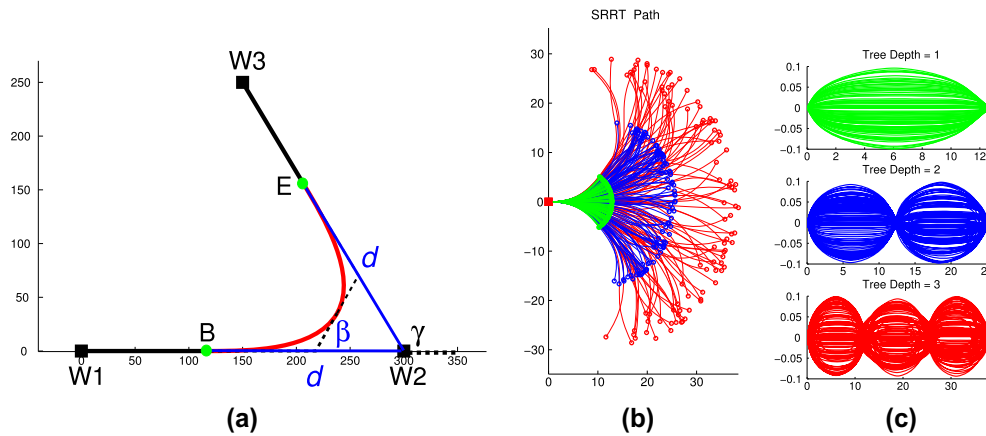 W3
E
d
B
β
γ
W1
d
W2
250
200
150
100
50
0
0 50 100 150 200 250 300 350
(a)
SRRT Path
30
20
10
0
−10
−20
−30
0 10 20 30
(b)
Tree Depth = 1
0.1
0.05
0
−0.05
−0.1
0 2 4 6 8 10 12
Tree Depth = 2
0.1
0.05
0
−0.05
−0.1
0 5 10 15 20 25
Tree Depth = 3
0.1
0.05
0
−0.05
−0.1
0 10 20 30
(c)